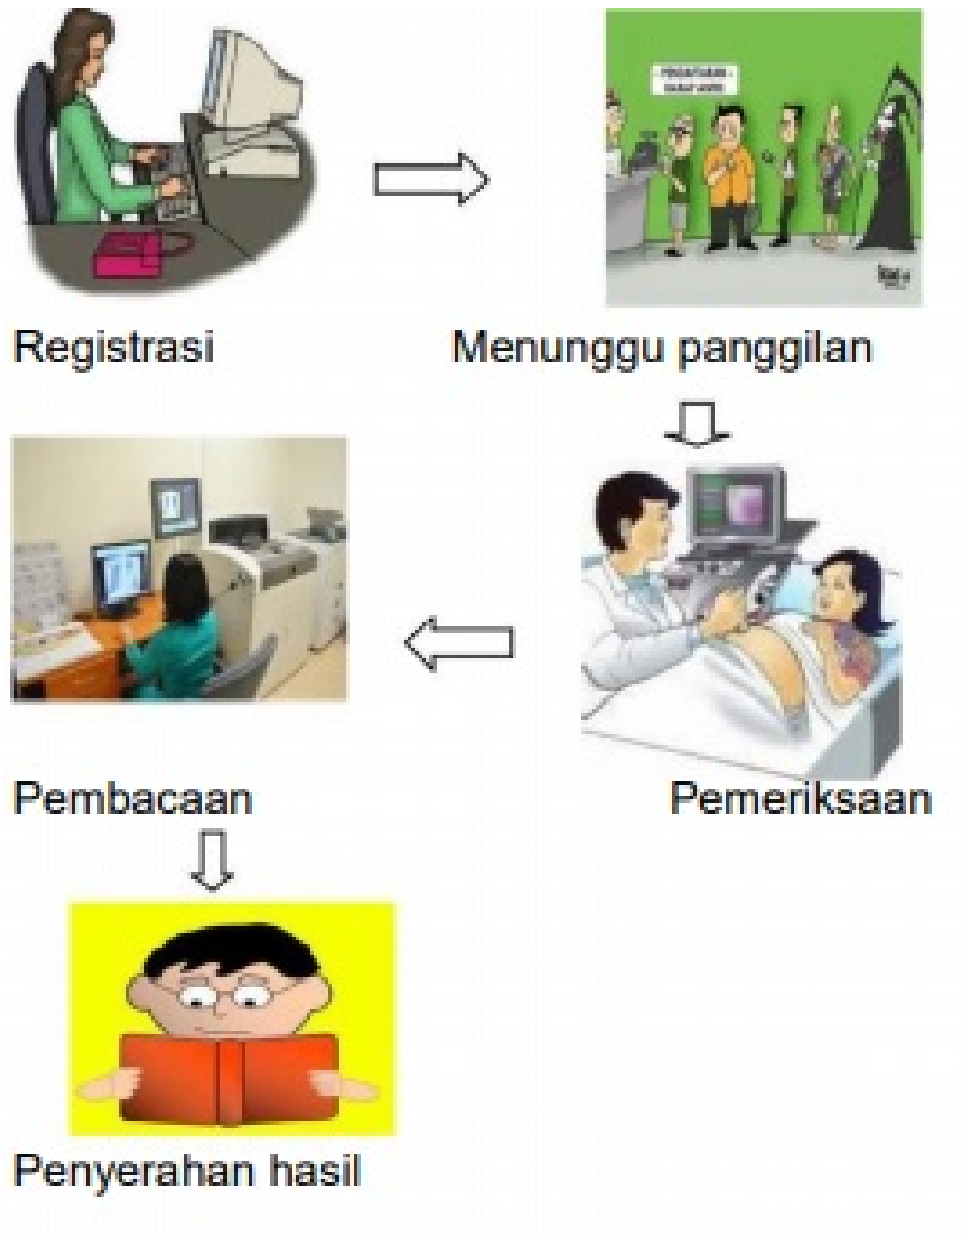 Registrasi
Menunggu panggilan
Pemeriksaan
Pembacaan
Penyerahan hasil